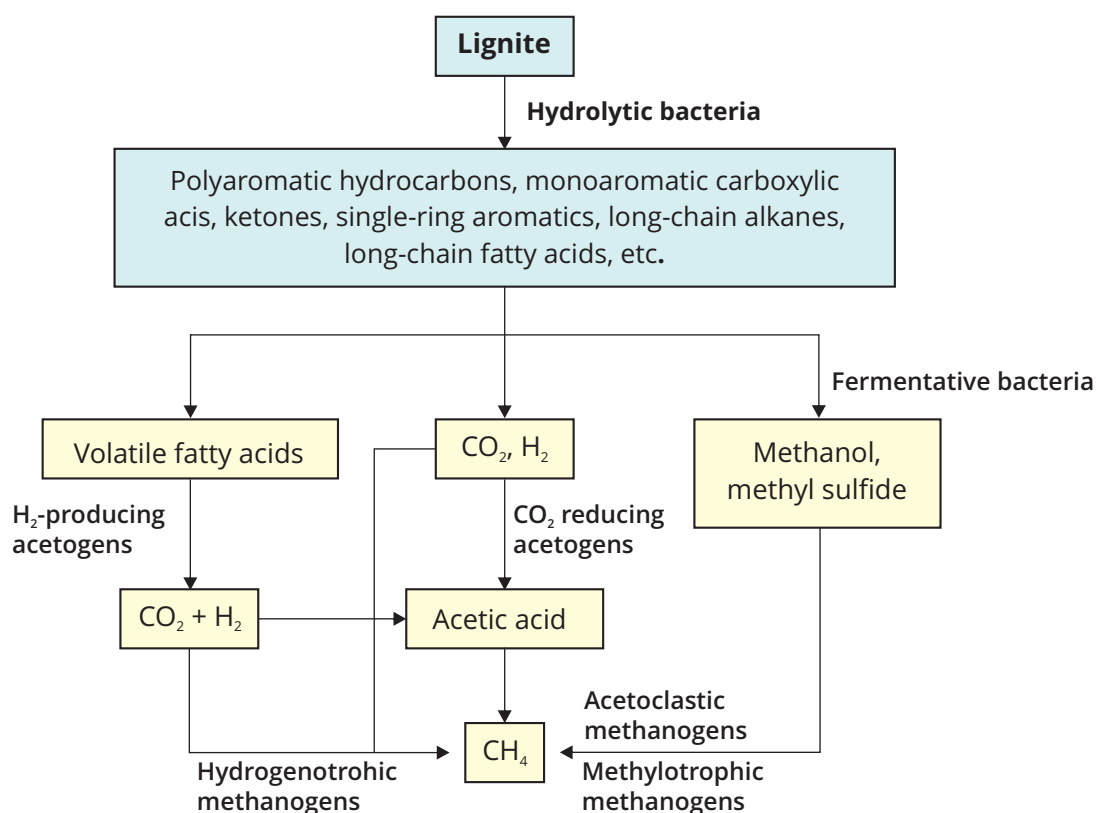 Lignite
Hydrolytic bacteria
Polyaromatic hydrocarbons, monoaromatic carboxylic
acis, ketones, single-ring aromatics, long-chain alkanes,
long-chain fatty acids, etc.
Fermentative bacteria
Volatile fatty acids
CO₂, H₂
Methanol,
methyl sulfide
H₂-producing
acetogens
CO₂ reducing
acetogens
CO₂ + H₂
Acetic acid
Acetoclastic
methanogens
CH₄
Hydrogenotrohic
methanogens
Methylotrophic
methanogens